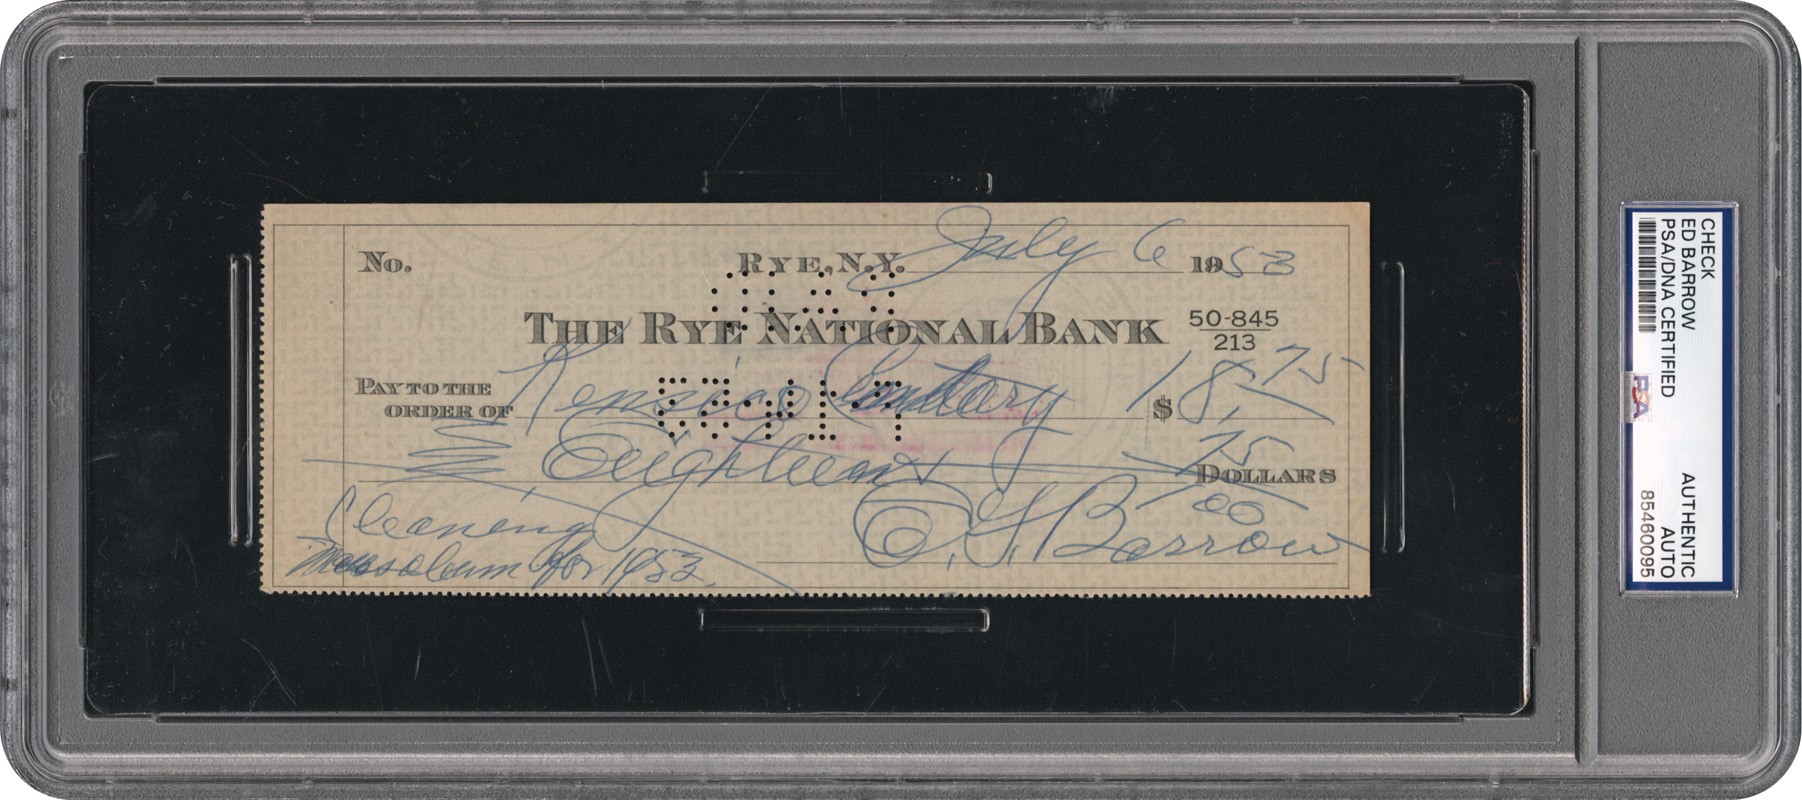 No. RYE, N.Y. July 6 1953
THE RYE NATIONAL BANK 50-845
213
PAY TO THE
ORDER OF Kensico Cemetary $ 18.75
Eighteen + 75 DOLLARS
00
Cleaning
Mausoleum for 1953.
E. G. Barrow
CHECK
ED BARROW
PSA/DNA CERTIFIED
AUTHENTIC
AUTO
85460095
PSA